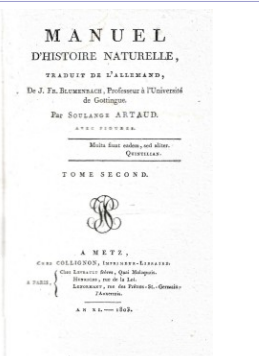 MANUEL
D'HISTOIRE NATURELLE,
TRADUIT DE L'ALLEMAND,
De J. Fr. Blumenbach, Professeur à l'Université
de Gottingue.
Par Soulange ARTAUD.
AVEC FIGURES.
Multa fiunt eadem, sed aliter.
Quintilian.
TOME SECOND.
A METZ,
Chez COLLIGNON, Imprimeur-Libraire;
A PARIS,
Chez Levrault frères, Quai Malaquais.
Henrichs, rue de la Loi.
Lenormant, rue des Prêtres-St.-Germain-
l'Auxerrois.
AN XI. — 1803.